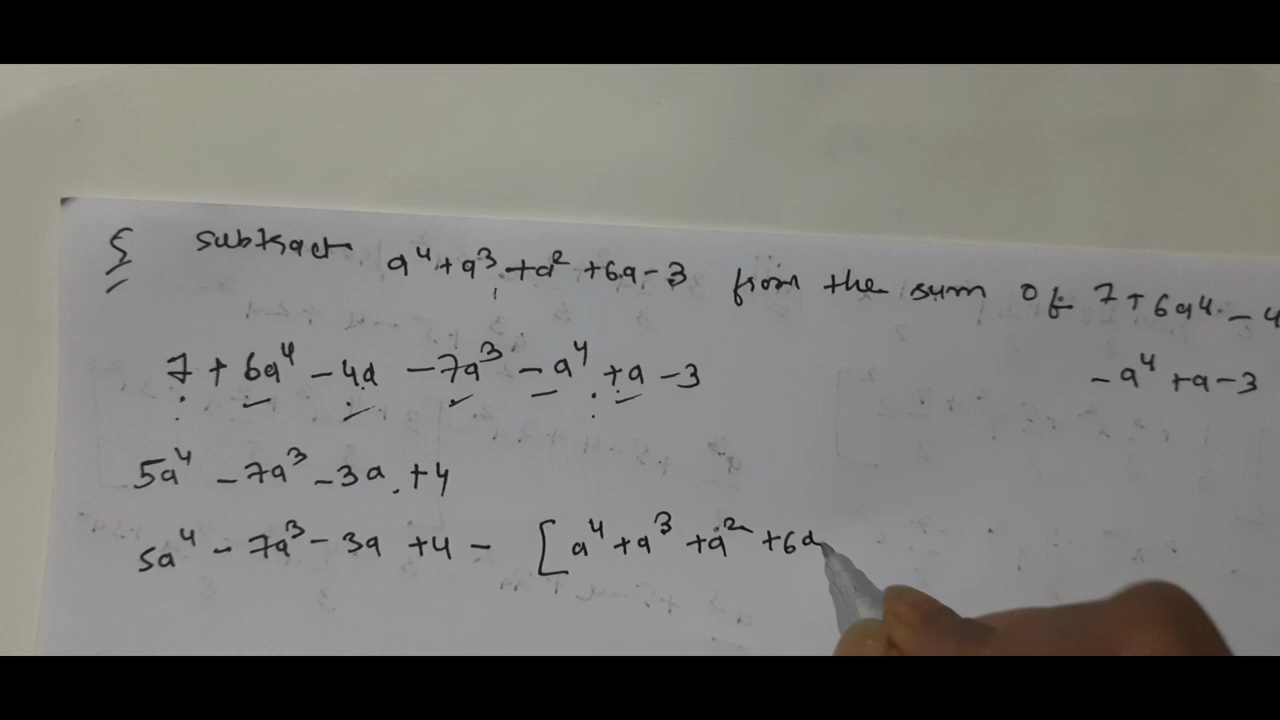 subtract a⁴ + a³ + a² + 6a - 3 from the sum of 7 + 6a⁴ - 4
- a⁴ + a - 3
7 + 6a⁴ - 4a - 7a³ - a⁴ + a - 3
5a⁴ - 7a³ - 3a + 4
5a⁴ - 7a³ - 3a + 4 - [a⁴ + a³ + a² + 6a